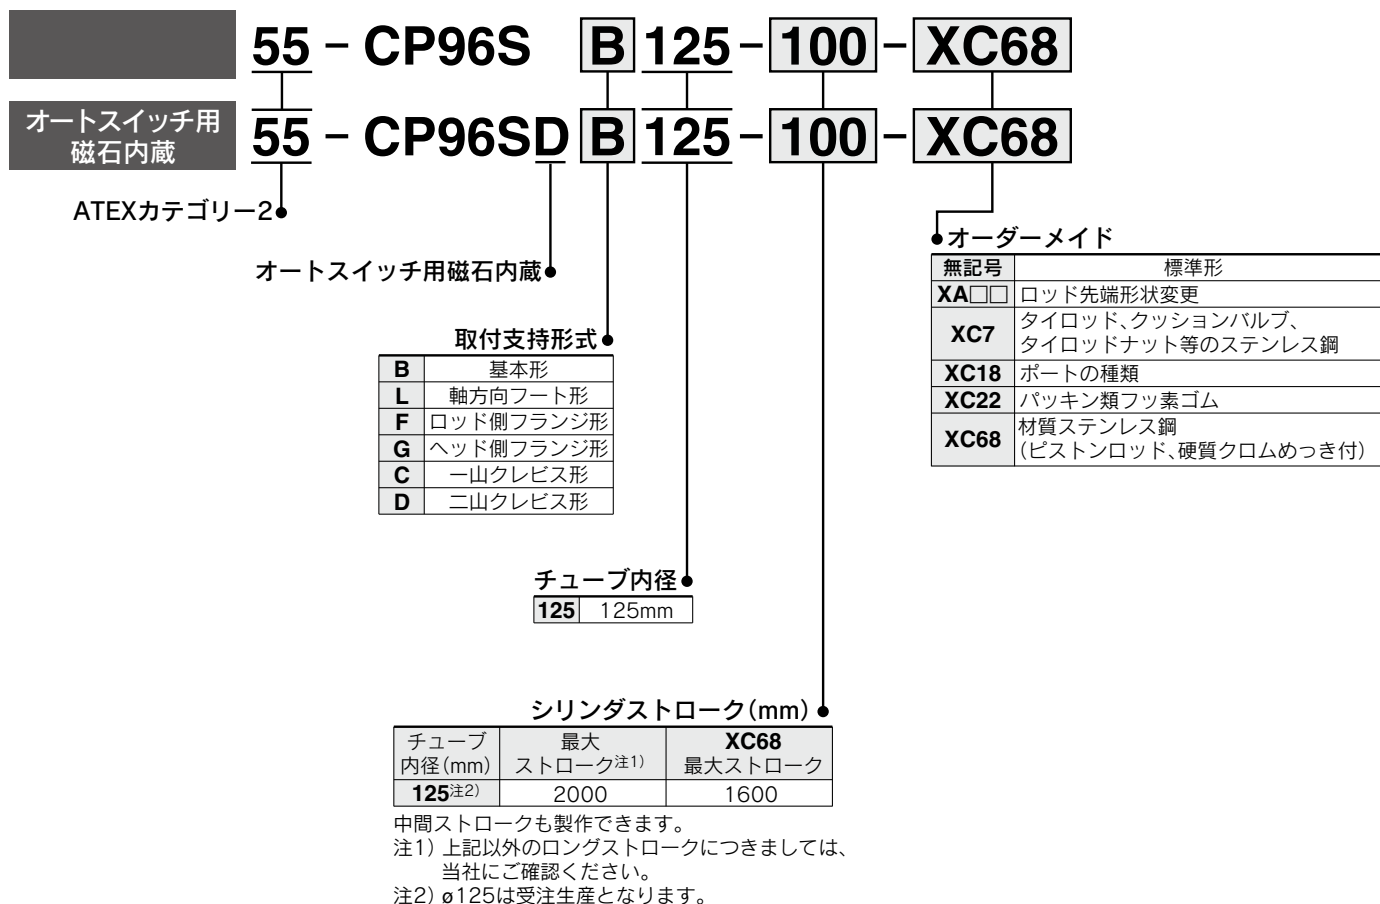 55 - CP96S B 125 - 100 - XC68
オートスイッチ用
磁石内蔵
55 - CP96SD B 125 - 100 - XC68
ATEXカテゴリー2
オートスイッチ用磁石内蔵
取付支持形式
B 基本形
L 軸方向フート形
F ロッド側フランジ形
G ヘッド側フランジ形
C 一山クレビス形
D 二山クレビス形
チューブ内径
125 125mm
シリンダストローク(mm)
チューブ
内径(mm)
最大
ストローク注1)
XC68
最大ストローク
125注2) 2000 1600
中間ストロークも製作できます。
注1) 上記以外のロングストロークにつきましては、
当社にご確認ください。
注2) ø125は受注生産となります。
オーダーメイド
無記号 標準形
XA□□ ロッド先端形状変更
XC7 タイロッド、クッションバルブ、
タイロッドナット等のステンレス鋼
XC18 ポートの種類
XC22 パッキン類フッ素ゴム
XC68 材質ステンレス鋼
(ピストンロッド、硬質クロムめっき付)